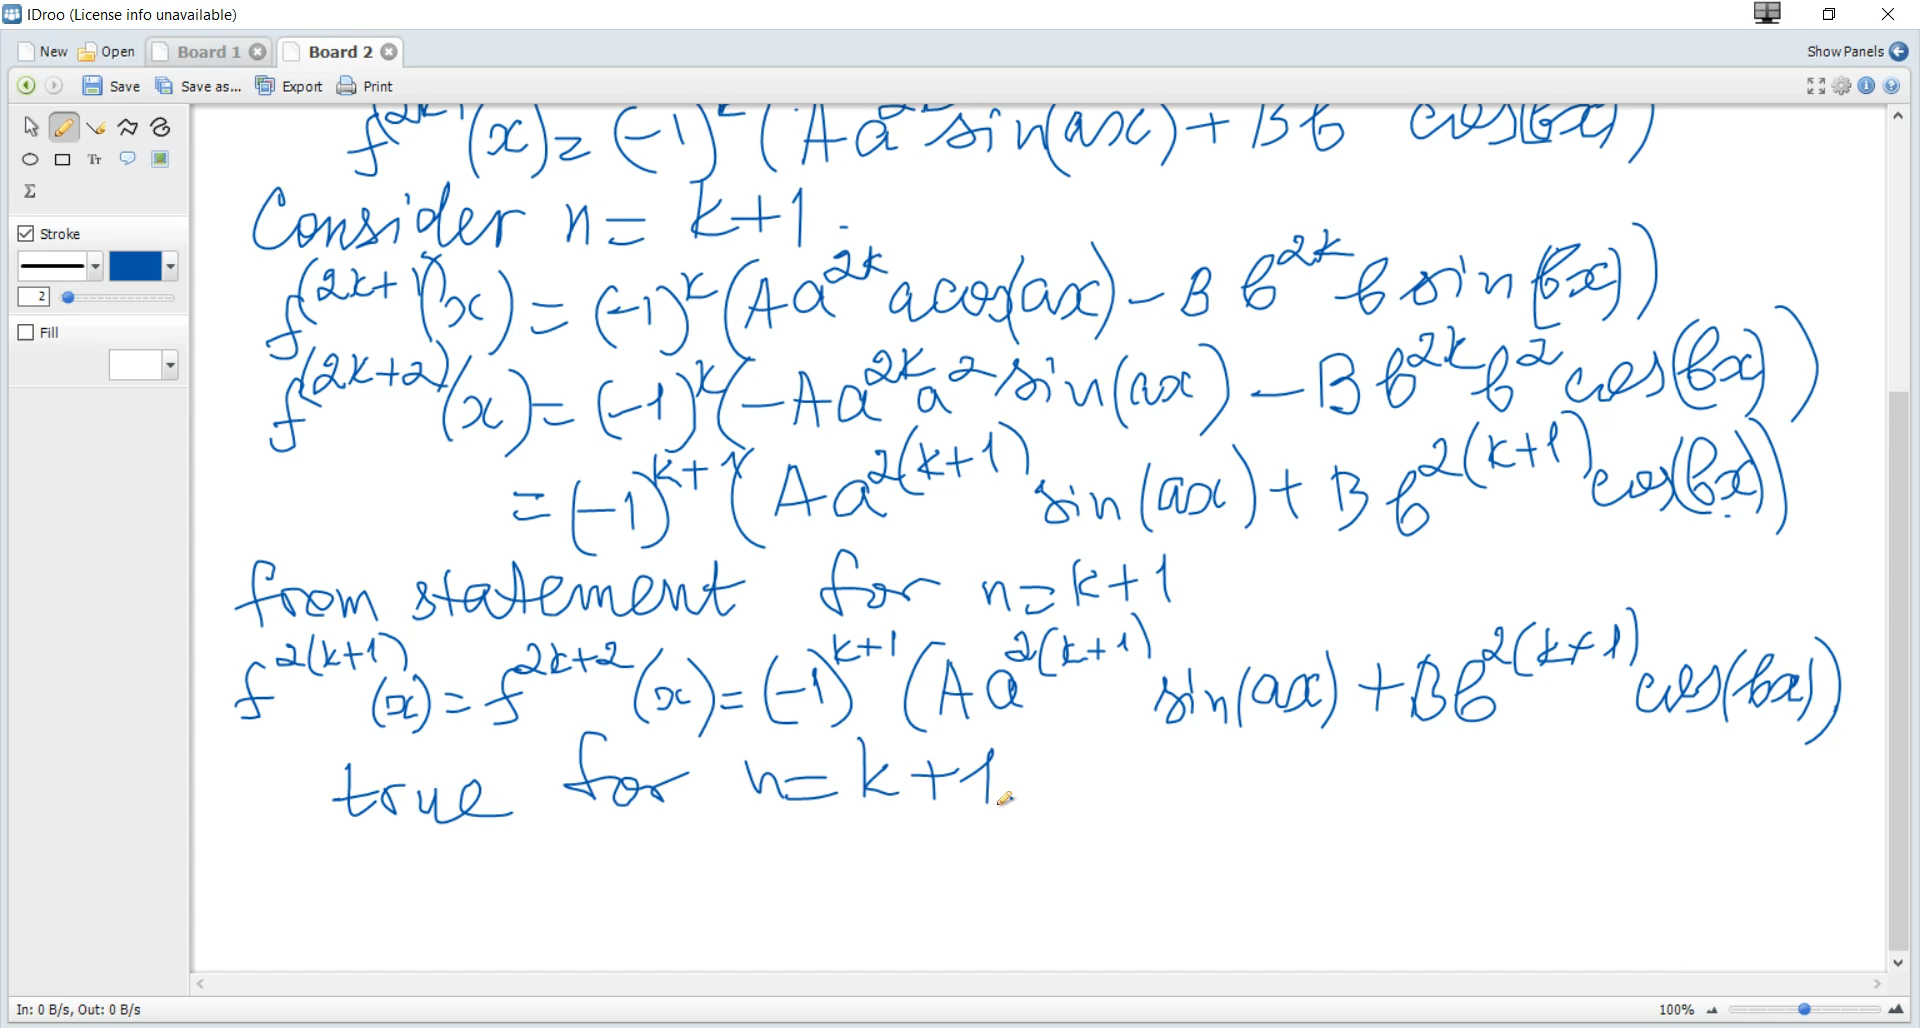 IDroo (License info unavailable)
New Open Board 1 Board 2 Show Panels
Save Save as... Export Print
Tr
Σ
Stroke
2
Fill
f^2k (x) = (-1)^k (A a^2k sin(ax) + B b cos(bx))
Consider n = k+1.
f^(2k+1)(x) = (-1)^k (A a^2k a cos(ax) - B b^2k b sin(bx))
f^(2k+2)(x) = (-1)^k (-A a^2k a^2 sin(ax) - B b^2k b^2 cos(bx))
= (-1)^k+1 (A a^2(k+1) sin(ax) + B b^2(k+1) cos(bx))
from statement for n = k+1
f^2(k+1) (x) = f^2k+2 (x) = (-1)^k+1 (A a^2(k+1) sin(ax) + B b^2(k+1) cos(bx))
true for n = k+1
In: 0 B/s, Out: 0 B/s 100%